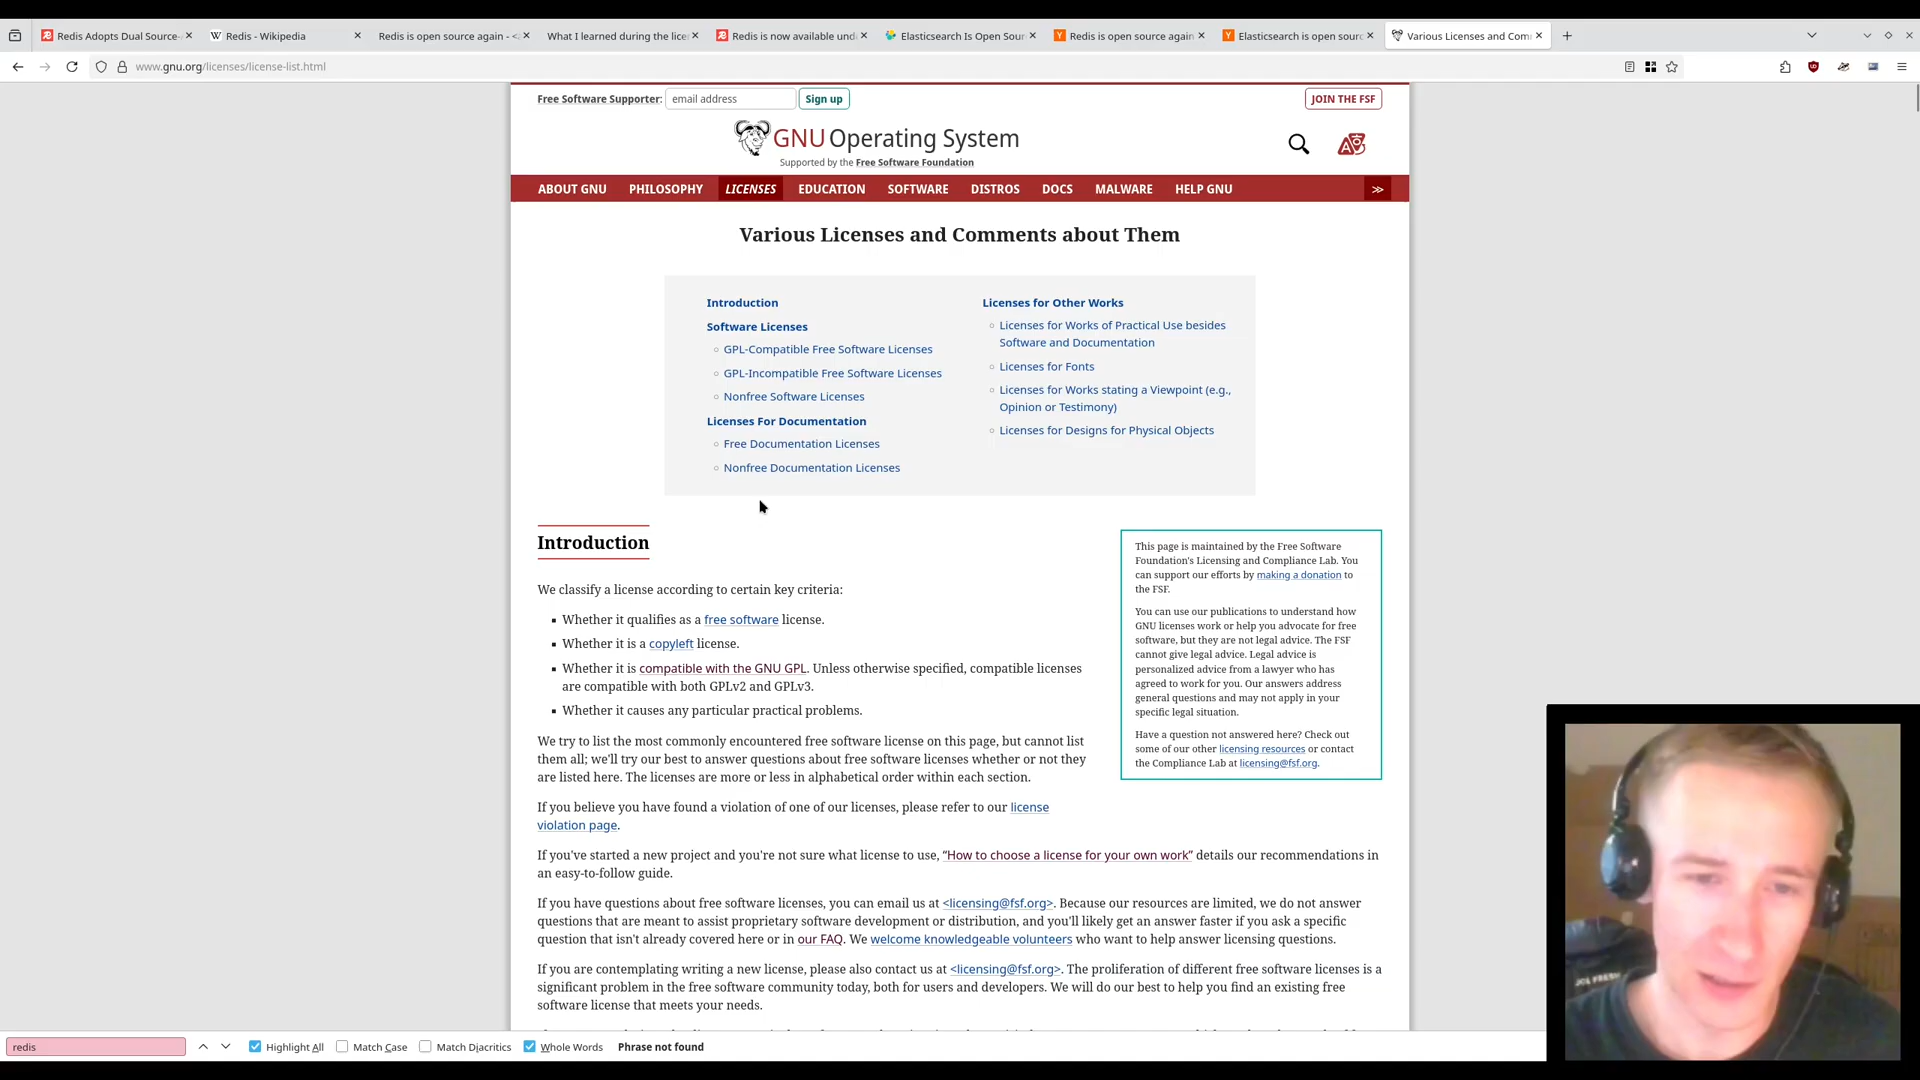 Redis Adopts Dual Source-
Redis - Wikipedia
Redis is open source again - <
What I learned during the lice
Redis is now available und
Elasticsearch Is Open Sour
Redis is open source again
Elasticsearch is open sourc
Various Licenses and Com
www.gnu.org/licenses/license-list.html
Free Software Supporter: email address Sign up
JOIN THE FSF
GNU Operating System
Supported by the Free Software Foundation
ABOUT GNU PHILOSOPHY LICENSES EDUCATION SOFTWARE DISTROS DOCS MALWARE HELP GNU ≫
Various Licenses and Comments about Them
Introduction
Software Licenses
GPL-Compatible Free Software Licenses
GPL-Incompatible Free Software Licenses
Nonfree Software Licenses
Licenses For Documentation
Free Documentation Licenses
Nonfree Documentation Licenses
Licenses for Other Works
Licenses for Works of Practical Use besides
Software and Documentation
Licenses for Fonts
Licenses for Works stating a Viewpoint (e.g.,
Opinion or Testimony)
Licenses for Designs for Physical Objects
Introduction
We classify a license according to certain key criteria:
Whether it qualifies as a free software license.
Whether it is a copyleft license.
Whether it is compatible with the GNU GPL. Unless otherwise specified, compatible licenses
are compatible with both GPLv2 and GPLv3.
Whether it causes any particular practical problems.
We try to list the most commonly encountered free software license on this page, but cannot list
them all; we'll try our best to answer questions about free software licenses whether or not they
are listed here. The licenses are more or less in alphabetical order within each section.
If you believe you have found a violation of one of our licenses, please refer to our license
violation page.
This page is maintained by the Free Software
Foundation's Licensing and Compliance Lab. You
can support our efforts by making a donation to
the FSF.
You can use our publications to understand how
GNU licenses work or help you advocate for free
software, but they are not legal advice. The FSF
cannot give legal advice. Legal advice is
personalized advice from a lawyer who has
agreed to work for you. Our answers address
general questions and may not apply in your
specific legal situation.
Have a question not answered here? Check out
some of our other licensing resources or contact
the Compliance Lab at licensing@fsf.org.
If you've started a new project and you're not sure what license to use, “How to choose a license for your own work” details our recommendations in
an easy-to-follow guide.
If you have questions about free software licenses, you can email us at <licensing@fsf.org>. Because our resources are limited, we do not answer
questions that are meant to assist proprietary software development or distribution, and you'll likely get an answer faster if you ask a specific
question that isn't already covered here or in our FAQ. We welcome knowledgeable volunteers who want to help answer licensing questions.
If you are contemplating writing a new license, please also contact us at <licensing@fsf.org>. The proliferation of different free software licenses is a
significant problem in the free software community today, both for users and developers. We will do our best to help you find an existing free
software license that meets your needs.
redis
Highlight All Match Case Match Diacritics Whole Words Phrase not found